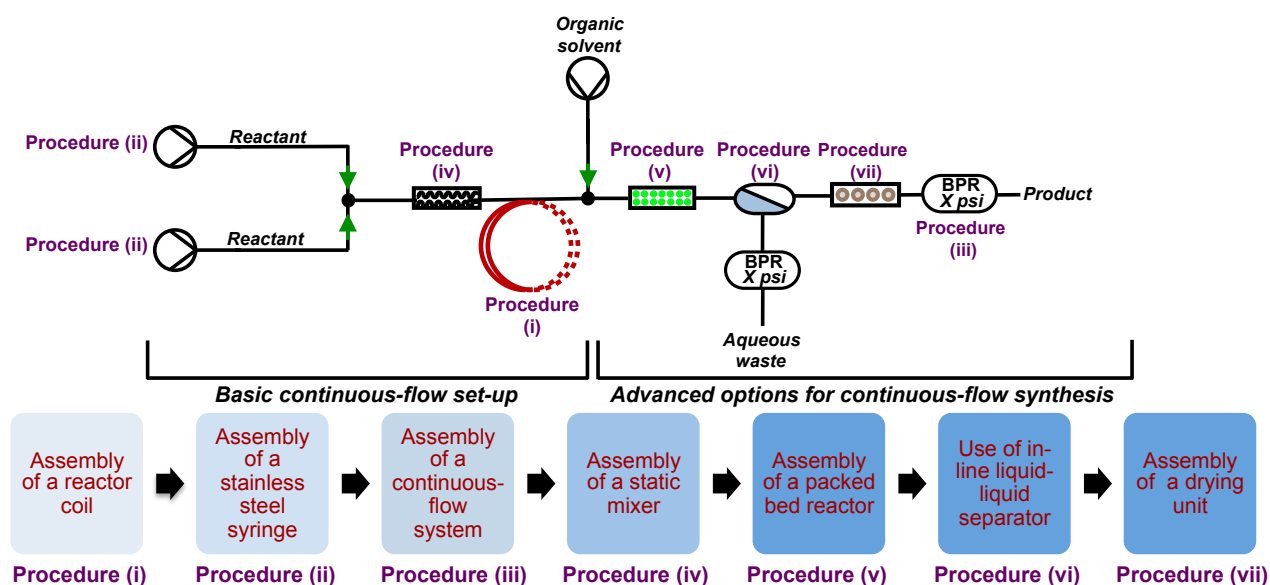 Organic
solvent
Procedure (ii)
Reactant
Procedure
(iv)
Procedure
(v)
Procedure
(vi)
Procedure
(vii)
BPR
X psi
Product
Procedure
(iii)
Procedure (ii)
Reactant
BPR
X psi
Procedure
(i)
Aqueous
waste
Basic continuous-flow set-up
Advanced options for continuous-flow synthesis
Assembly
of a reactor
coil
Assembly
of a
stainless
steel
syringe
Assembly
of a
continuous-
flow
system
Assembly
of a static
mixer
Assembly
of a packed
bed reactor
Use of in-
line liquid-
liquid
separator
Assembly
of a drying
unit
Procedure (i)
Procedure (ii)
Procedure (iii)
Procedure (iv)
Procedure (v)
Procedure (vi)
Procedure (vii)